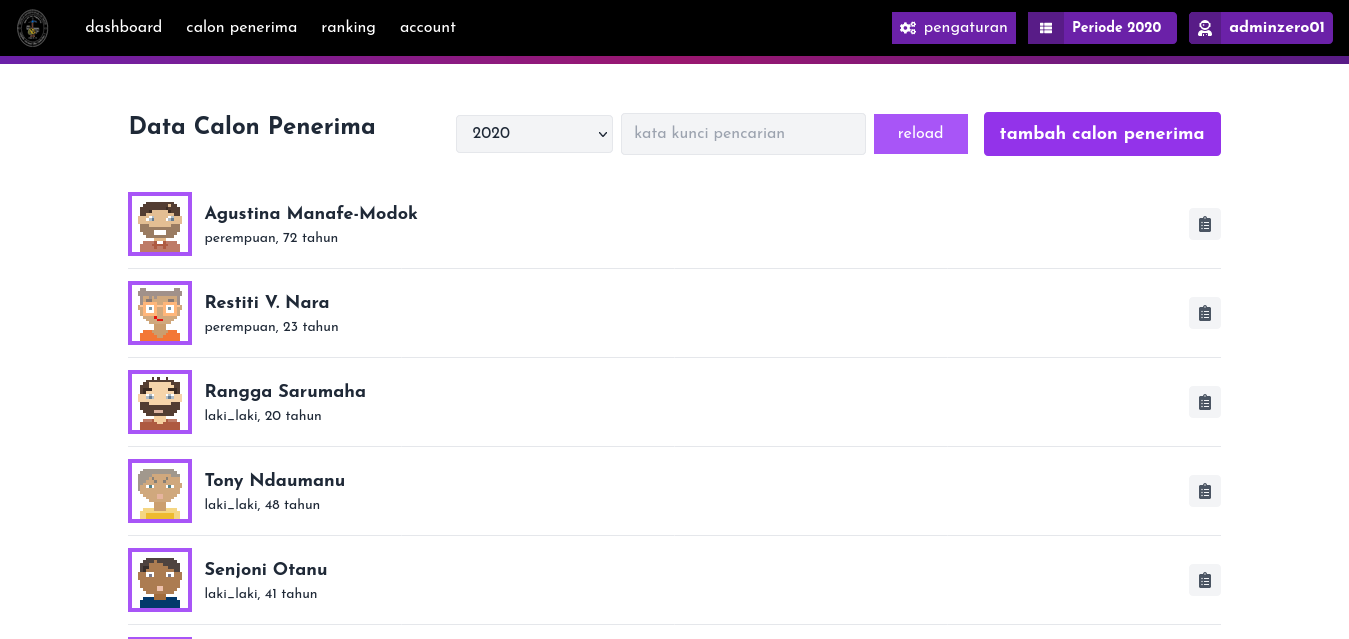 dashboard calon penerima ranking account pengaturan Periode 2020 adminzero01
Data Calon Penerima 2020 kata kunci pencarian reload tambah calon penerima
Agustina Manafe-Modok
perempuan, 72 tahun
Restiti V. Nara
perempuan, 23 tahun
Rangga Sarumaha
laki_laki, 20 tahun
Tony Ndaumanu
laki_laki, 48 tahun
Senjoni Otanu
laki_laki, 41 tahun